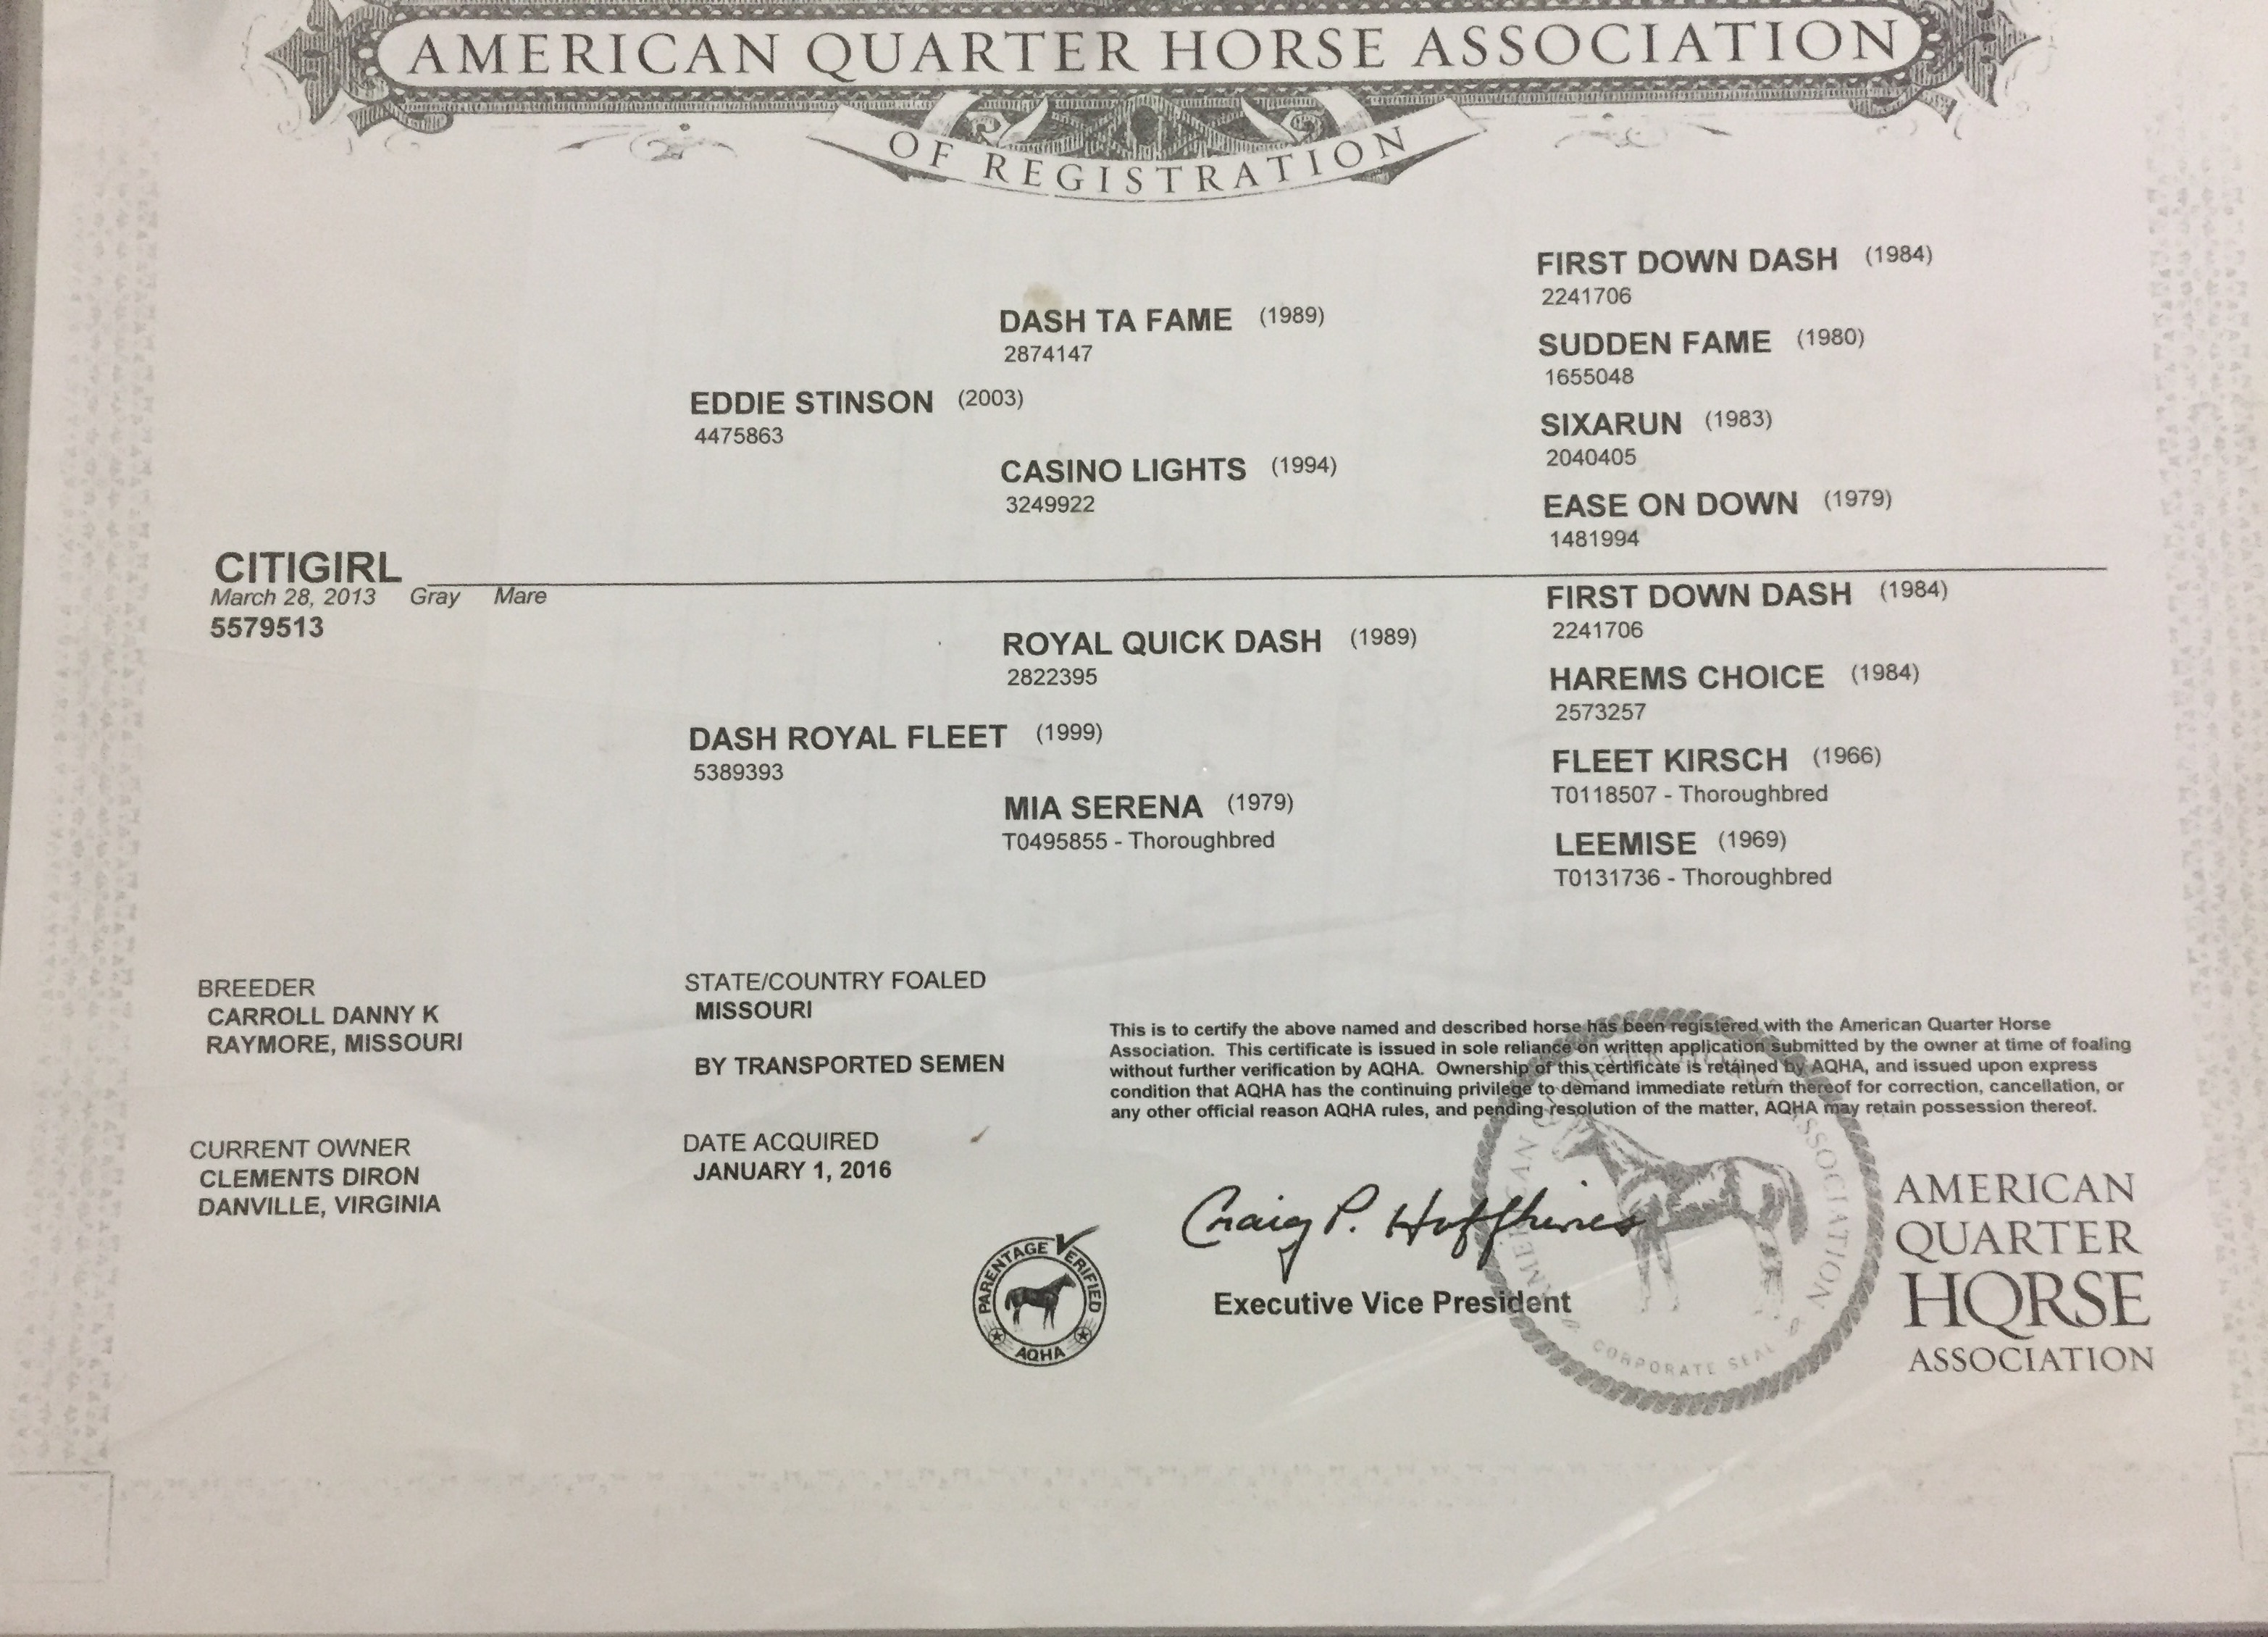 AMERICAN QUARTER HORSE ASSOCIATION
OF REGISTRATION
FIRST DOWN DASH (1984)
2241706
DASH TA FAME (1989)
2874147
SUDDEN FAME (1980)
1655048
EDDIE STINSON (2003)
4475863
SIXARUN (1983)
2040405
CASINO LIGHTS (1994)
3249922
EASE ON DOWN (1979)
1481994
CITIGIRL
March 28, 2013 Gray Mare
5579513
FIRST DOWN DASH (1984)
2241706
ROYAL QUICK DASH (1989)
2822395
HAREMS CHOICE (1984)
2573257
DASH ROYAL FLEET (1999)
5389393
FLEET KIRSCH (1966)
T0118507 - Thoroughbred
MIA SERENA (1979)
T0495855 - Thoroughbred
LEEMISE (1969)
T0131736 - Thoroughbred
BREEDER
CARROLL DANNY K
RAYMORE, MISSOURI
STATE/COUNTRY FOALED
MISSOURI
BY TRANSPORTED SEMEN
This is to certify the above named and described horse has been registered with the American Quarter Horse
Association. This certificate is issued in sole reliance on written application submitted by the owner at time of foaling
without further verification by AQHA. Ownership of this certificate is retained by AQHA, and issued upon express
condition that AQHA has the continuing privilege to demand immediate return thereof for correction, cancellation, or
any other official reason AQHA rules, and pending resolution of the matter, AQHA may retain possession thereof.
CURRENT OWNER
CLEMENTS DIRON
DANVILLE, VIRGINIA
DATE ACQUIRED
JANUARY 1, 2016
PARENTAGE VERIFIED
AQHA
Craig P. Huffhines
Executive Vice President
AMERICAN
ASSOCIATION
CORPORATE SEAL
AMERICAN
QUARTER
HORSE
ASSOCIATION